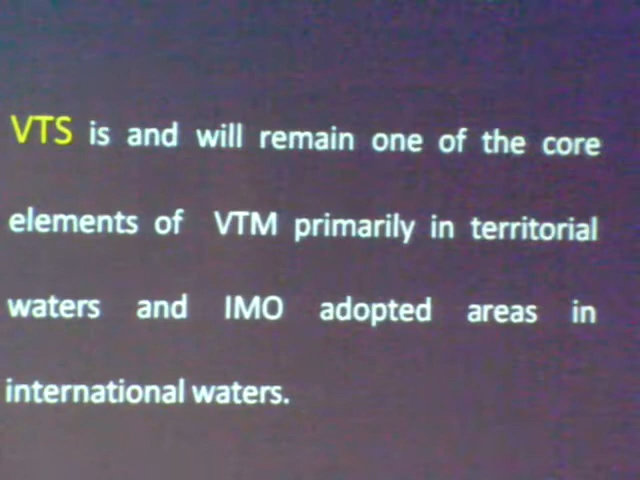 VTS is and will remain one of the core
elements of VTM primarily in territorial
waters and IMO adopted areas in
international waters.